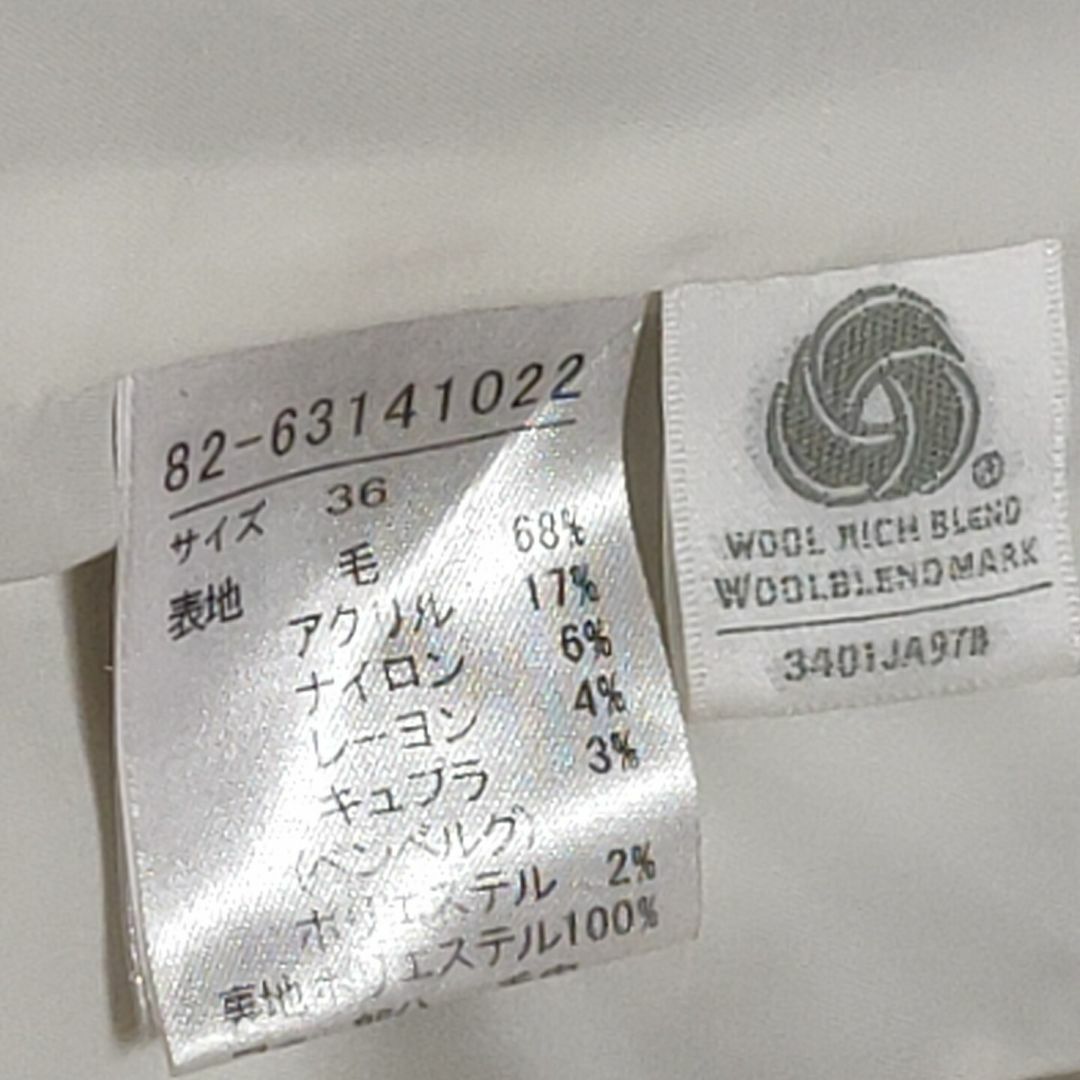 82-63141022
サイズ 36
表地 毛 68%
アクリル 17%
ナイロン 6%
レーヨン 4%
キュプラ 3%
(ベンベルグ)
ポリエステル 2%
裏地 ポリエステル100%
WOOL RICH BLEND
WOOLBLENDMARK